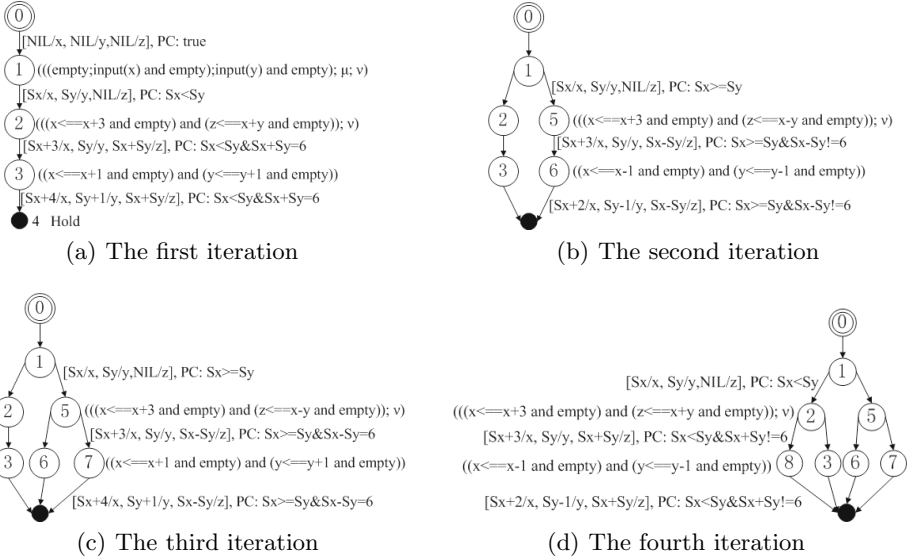 0
[NIL/x, NIL/y,NIL/z], PC: true
1 (((empty;input(x) and empty);input(y) and empty); μ; ν)
[Sx/x, Sy/y,NIL/z], PC: Sx<Sy
2 (((x<==x+3 and empty) and (z<==x+y and empty)); ν)
[Sx+3/x, Sy/y, Sx+Sy/z], PC: Sx<Sy&Sx+Sy=6
3 ((x<==x+1 and empty) and (y<==y+1 and empty))
[Sx+4/x, Sy+1/y, Sx+Sy/z], PC: Sx<Sy&Sx+Sy=6
4 Hold
(a) The first iteration
0
1
[Sx/x, Sy/y,NIL/z], PC: Sx>=Sy
2 5 (((x<==x+3 and empty) and (z<==x-y and empty)); ν)
[Sx+3/x, Sy/y, Sx-Sy/z], PC: Sx>=Sy&Sx-Sy!=6
3 6 ((x<==x-1 and empty) and (y<==y-1 and empty))
[Sx+2/x, Sy-1/y, Sx-Sy/z], PC: Sx>=Sy&Sx-Sy!=6
(b) The second iteration
0
1
[Sx/x, Sy/y,NIL/z], PC: Sx>=Sy
2 5 (((x<==x+3 and empty) and (z<==x-y and empty)); ν)
[Sx+3/x, Sy/y, Sx-Sy/z], PC: Sx>=Sy&Sx-Sy=6
3 6 7 ((x<==x+1 and empty) and (y<==y+1 and empty))
[Sx+4/x, Sy+1/y, Sx-Sy/z], PC: Sx>=Sy&Sx-Sy=6
(c) The third iteration
0
1
[Sx/x, Sy/y,NIL/z], PC: Sx<Sy
(((x<==x+3 and empty) and (z<==x+y and empty)); ν) 2 5
[Sx+3/x, Sy/y, Sx+Sy/z], PC: Sx<Sy&Sx+Sy!=6
((x<==x-1 and empty) and (y<==y-1 and empty)) 8 3 6 7
[Sx+2/x, Sy-1/y, Sx+Sy/z], PC: Sx<Sy&Sx+Sy!=6
(d) The fourth iteration